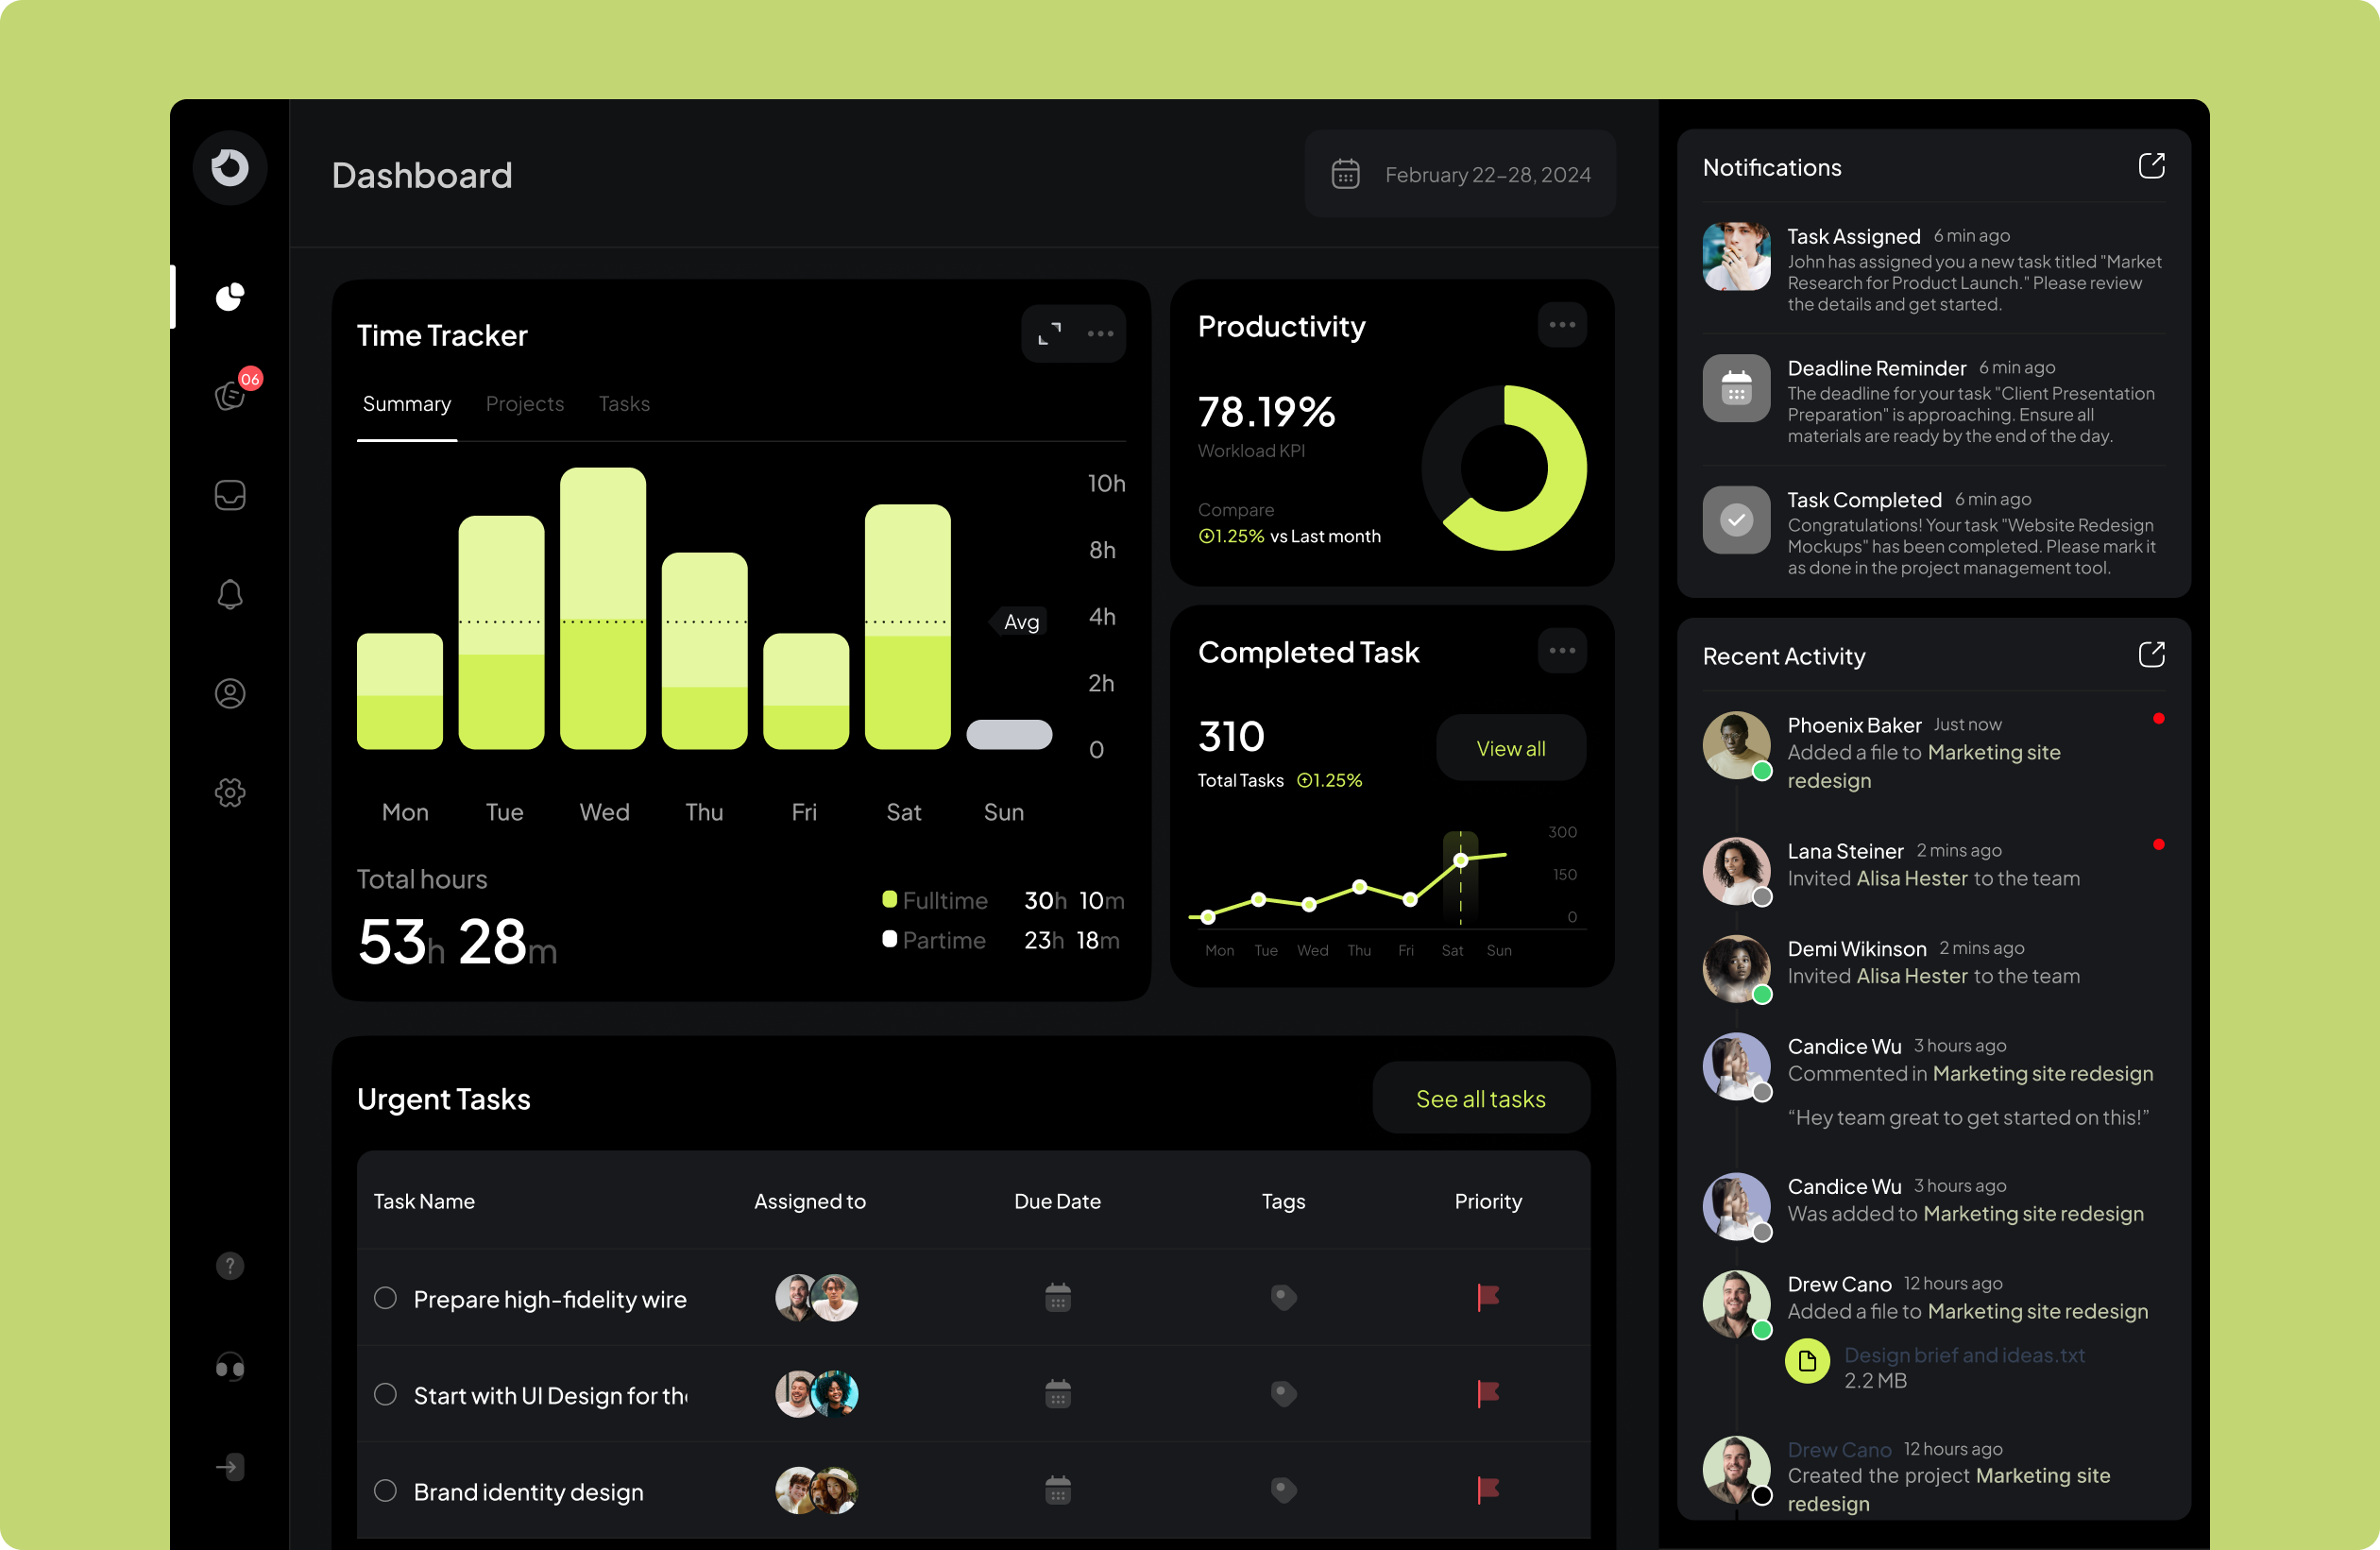 Dashboard
February 22–28, 2024
06
Time Tracker
Summary Projects Tasks
10h
8h
4h
2h
0
Avg
Mon Tue Wed Thu Fri Sat Sun
Total hours
53h 28m
Fulltime 30h 10m
Partime 23h 18m
Productivity
78.19%
Workload KPI
Compare
1.25% vs Last month
Completed Task
310
Total Tasks 1.25%
View all
300
150
0
Mon Tue Wed Thu Fri Sat Sun
Urgent Tasks
See all tasks
Task Name Assigned to Due Date Tags Priority
Prepare high-fidelity wire
Start with UI Design for the
Brand identity design
Notifications
Task Assigned 6 min ago
John has assigned you a new task titled "Market
Research for Product Launch." Please review
the details and get started.
Deadline Reminder 6 min ago
The deadline for your task "Client Presentation
Preparation" is approaching. Ensure all
materials are ready by the end of the day.
Task Completed 6 min ago
Congratulations! Your task "Website Redesign
Mockups" has been completed. Please mark it
as done in the project management tool.
Recent Activity
Phoenix Baker Just now
Added a file to Marketing site
redesign
Lana Steiner 2 mins ago
Invited Alisa Hester to the team
Demi Wikinson 2 mins ago
Invited Alisa Hester to the team
Candice Wu 3 hours ago
Commented in Marketing site redesign
“Hey team great to get started on this!”
Candice Wu 3 hours ago
Was added to Marketing site redesign
Drew Cano 12 hours ago
Added a file to Marketing site redesign
Design brief and ideas.txt
2.2 MB
Drew Cano 12 hours ago
Created the project Marketing site
redesign